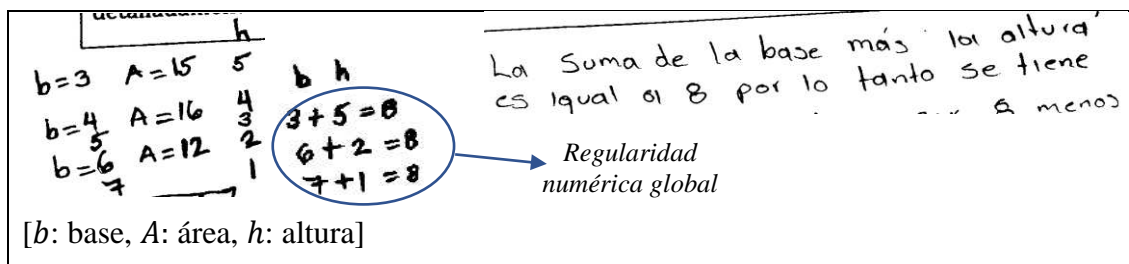 h
b=3 A=15 5
b=4 A=16 4
5 3
b=6 A=12 2
7 1
b h
3+5=8
6+2=8
7+1=8
La Suma de la base más la altura
es igual a 8 por lo tanto se tiene
8 menos
Regularidad
numérica global
[b: base, A: área, h: altura]